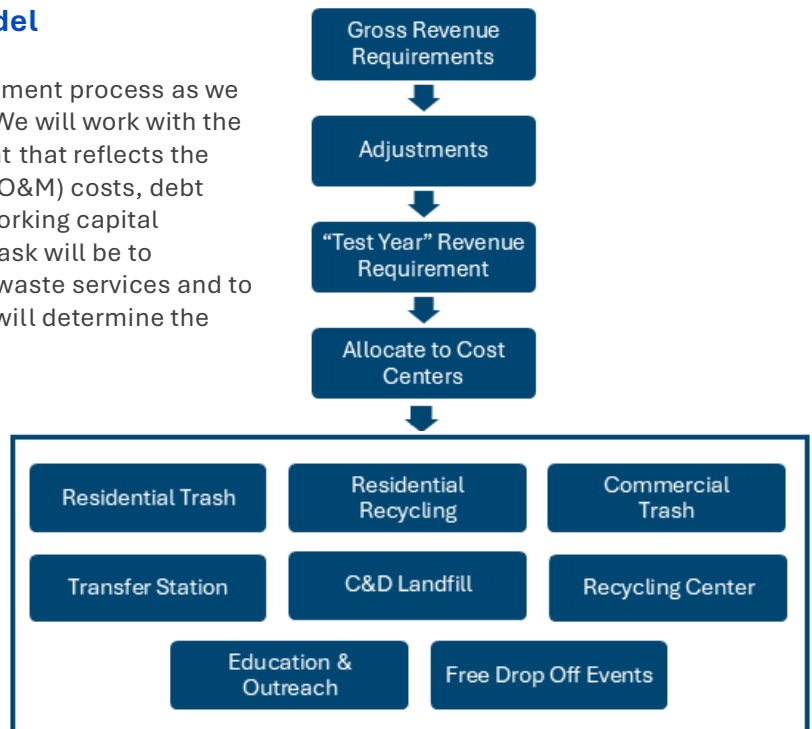 del
ment process as we
We will work with the
t that reflects the
O&M) costs, debt
orking capital
ask will be to
waste services and to
will determine the
Gross Revenue
Requirements
Adjustments
“Test Year” Revenue
Requirement
Allocate to Cost
Centers
Residential Trash
Residential
Recycling
Commercial
Trash
Transfer Station
C&D Landfill
Recycling Center
Education &
Outreach
Free Drop Off Events